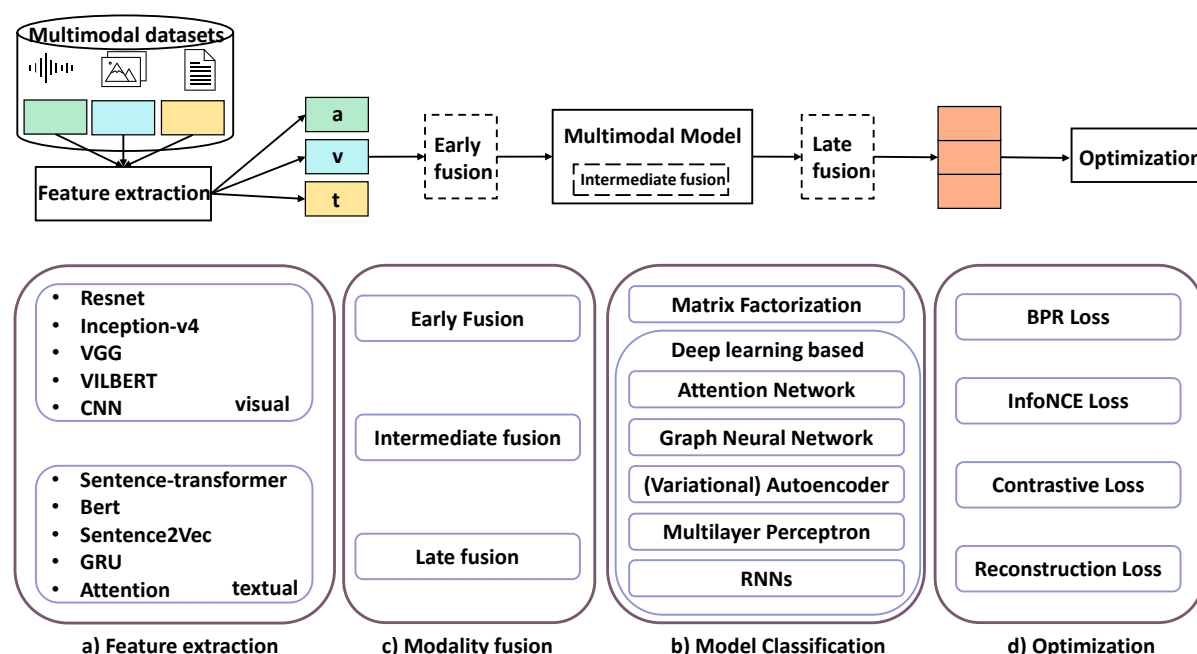 Multimodal datasets
Feature extraction
a
v
t
Early
fusion
Multimodal Model
Intermediate fusion
Late
fusion
Optimization
• Resnet
• Inception-v4
• VGG
• VILBERT
• CNN
visual
• Sentence-transformer
• Bert
• Sentence2Vec
• GRU
• Attention
textual
a) Feature extraction
Early Fusion
Intermediate fusion
Late fusion
c) Modality fusion
Matrix Factorization
Deep learning based
Attention Network
Graph Neural Network
(Variational) Autoencoder
Multilayer Perceptron
RNNs
b) Model Classification
BPR Loss
InfoNCE Loss
Contrastive Loss
Reconstruction Loss
d) Optimization